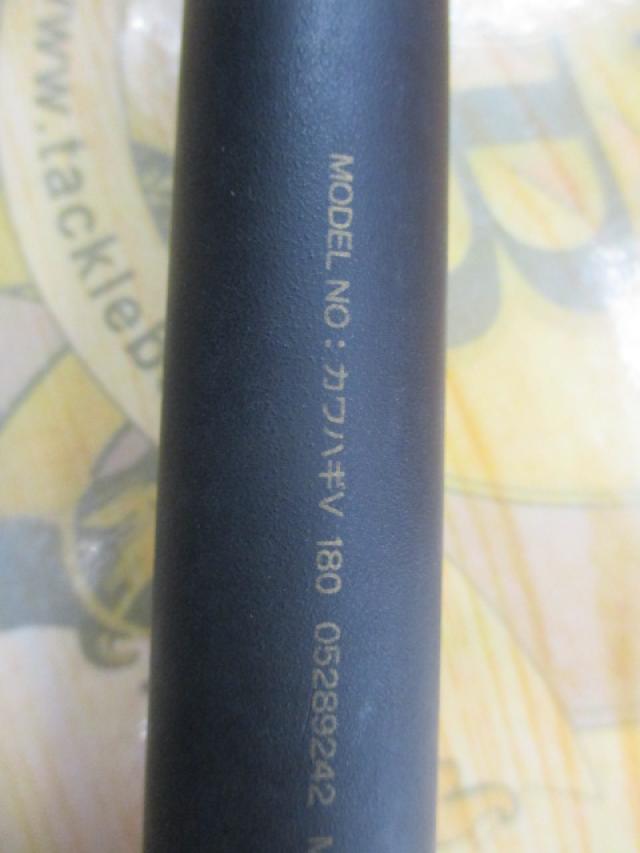 MODEL NO : カワハギV 180 05289242 M
www.tackleb